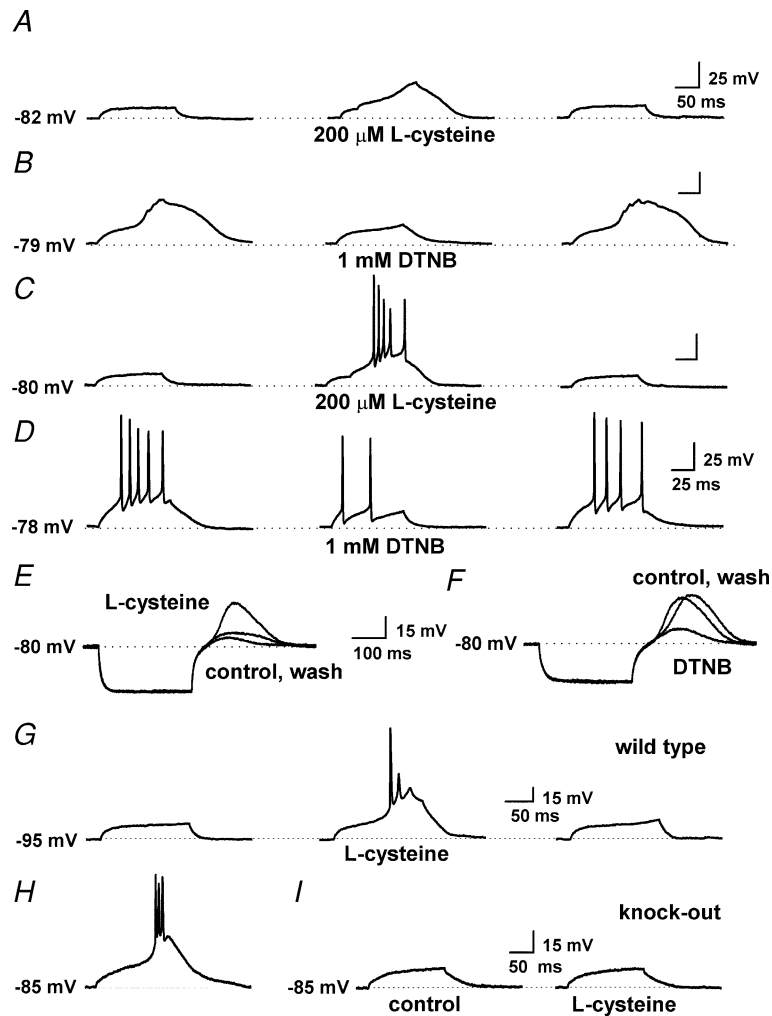 A
25 mV
50 ms
-82 mV
200 µM L-cysteine
B
-79 mV
1 mM DTNB
C
-80 mV
200 µM L-cysteine
D
25 mV
25 ms
-78 mV
1 mM DTNB
E
L-cysteine
-80 mV
15 mV
100 ms
control, wash
F
control, wash
-80 mV
DTNB
G
wild type
15 mV
50 ms
-95 mV
L-cysteine
H
-85 mV
I
knock-out
15 mV
50 ms
-85 mV
control
L-cysteine